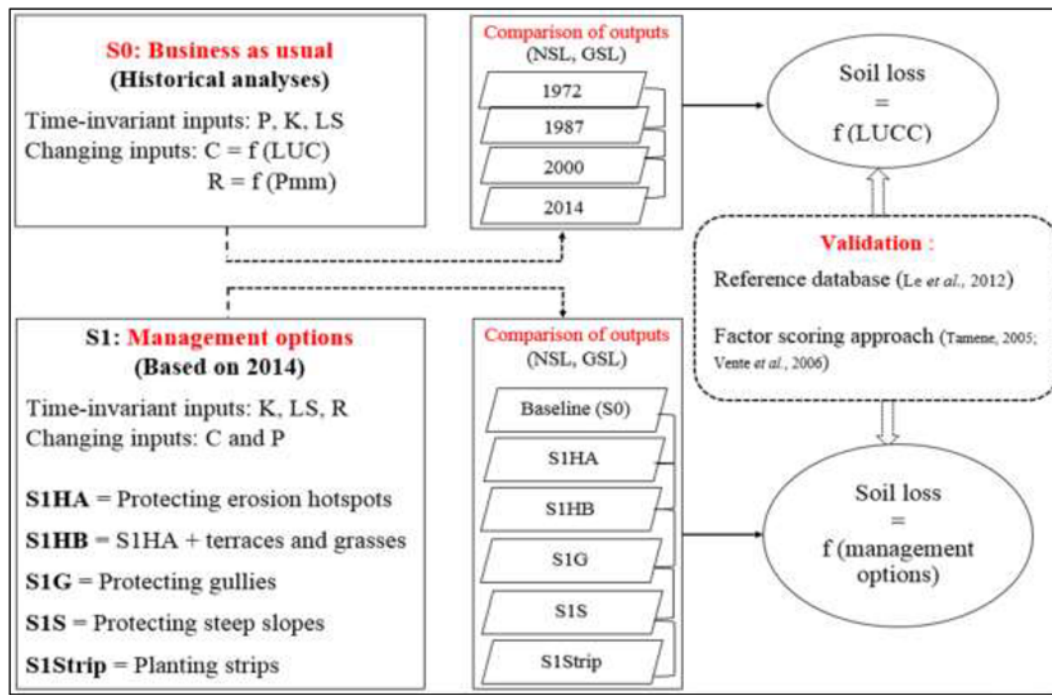 S0: Business as usual
(Historical analyses)
Time-invariant inputs: P, K, LS
Changing inputs: C = f (LUC)
R = f (Pmm)
Comparison of outputs
(NSL, GSL)
1972
1987
2000
2014
Soil loss
=
f (LUCC)
Validation :
Reference database (Le et al., 2012)
Factor scoring approach (Tamene, 2005;
Vente et al., 2006)
S1: Management options
(Based on 2014)
Time-invariant inputs: K, LS, R
Changing inputs: C and P
S1HA = Protecting erosion hotspots
S1HB = S1HA + terraces and grasses
S1G = Protecting gullies
S1S = Protecting steep slopes
S1Strip = Planting strips
Comparison of outputs
(NSL, GSL)
Baseline (S0)
S1HA
S1HB
S1G
S1S
S1Strip
Soil loss
=
f (management
options)